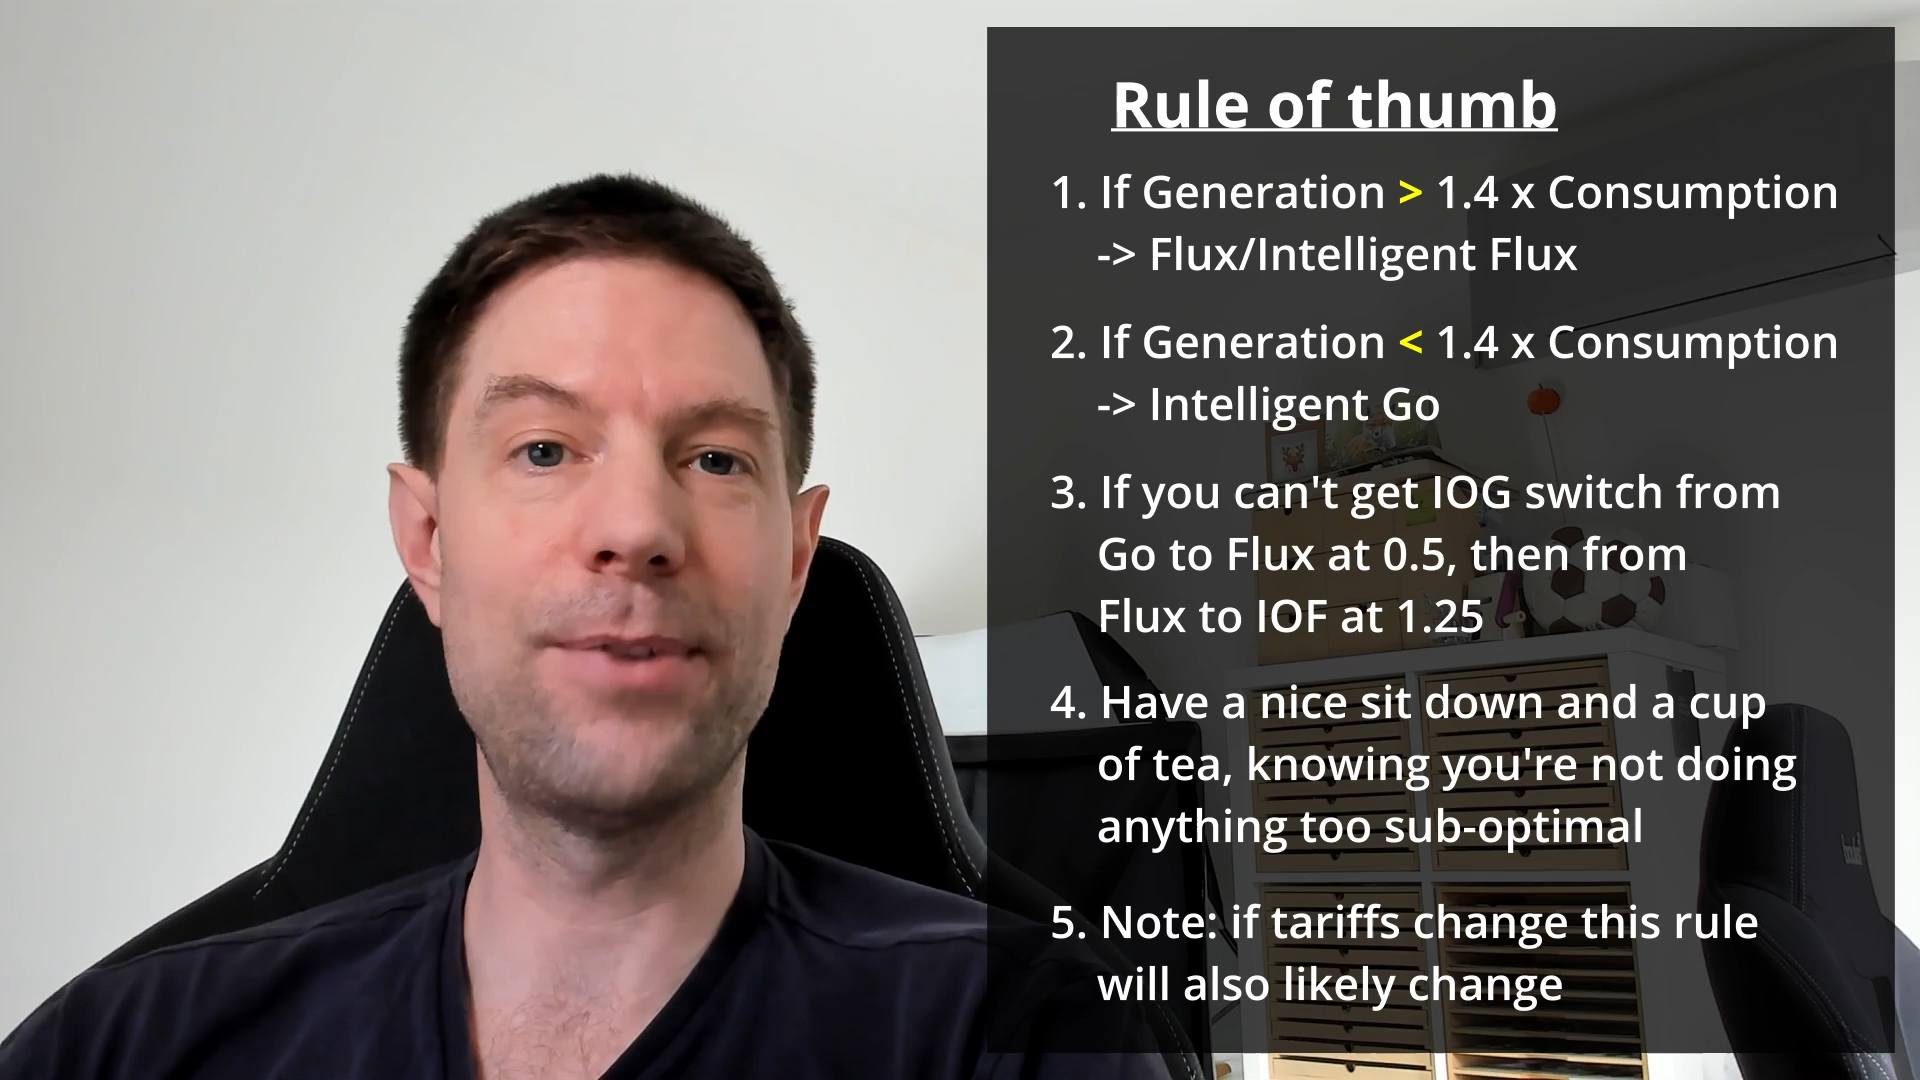 Rule of thumb
1. If Generation > 1.4 x Consumption
-> Flux/Intelligent Flux
2. If Generation < 1.4 x Consumption
-> Intelligent Go
3. If you can't get IOG switch from
Go to Flux at 0.5, then from
Flux to IOF at 1.25
4. Have a nice sit down and a cup
of tea, knowing you're not doing
anything too sub-optimal
5. Note: if tariffs change this rule
will also likely change